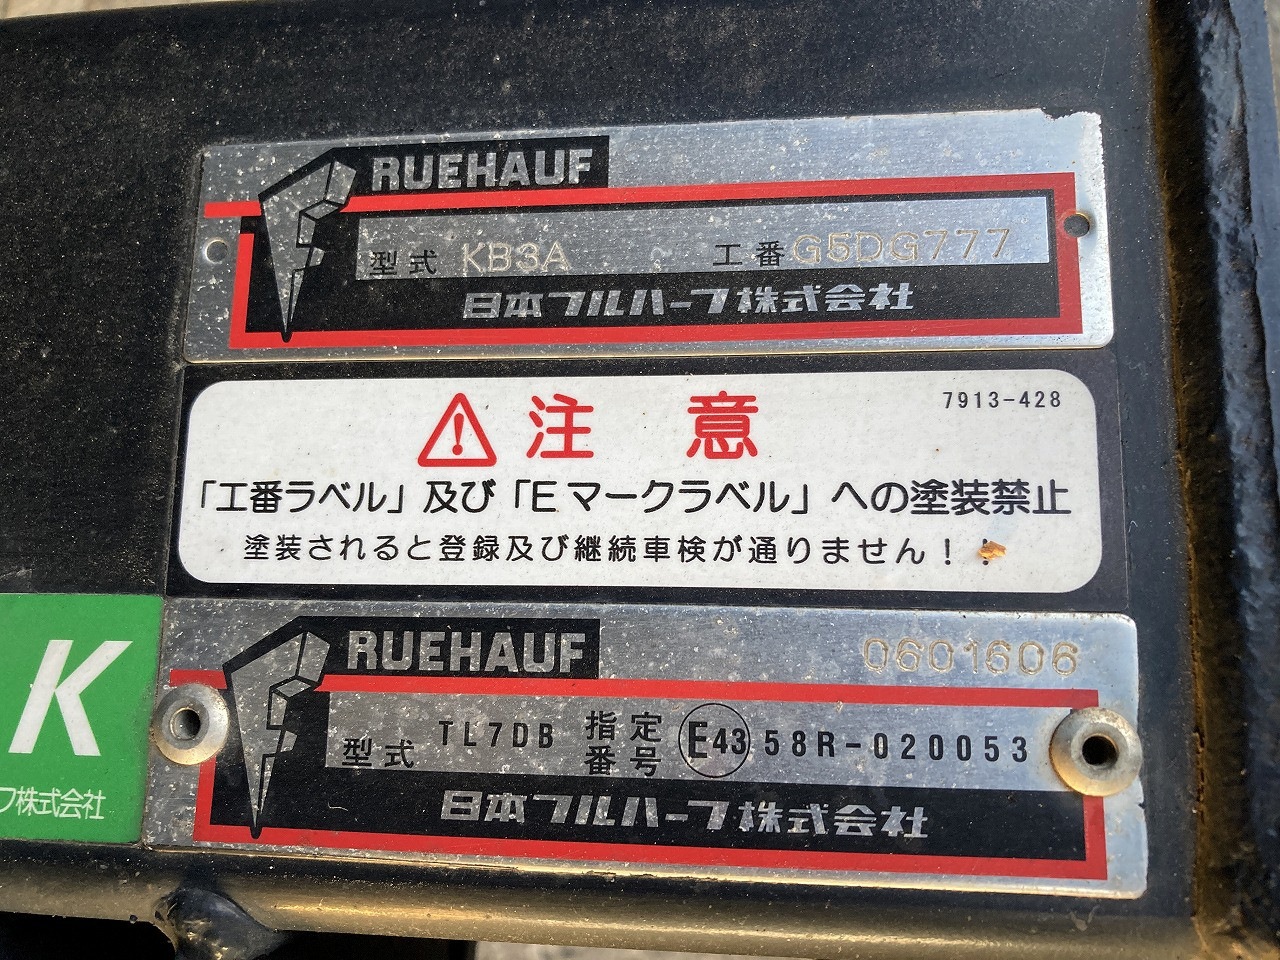 RUEHAUF
型式 KB3A 工番 G5DG777
日本フルハーフ株式会社
7913-428
注意
「工番ラベル」及び「Eマークラベル」への塗装禁止
塗装されると登録及び継続車検が通りません!!
RUEHAUF
0601606
型式 TL7DB 指定番号 E43 58R-020053
日本フルハーフ株式会社
K
フ株式会社